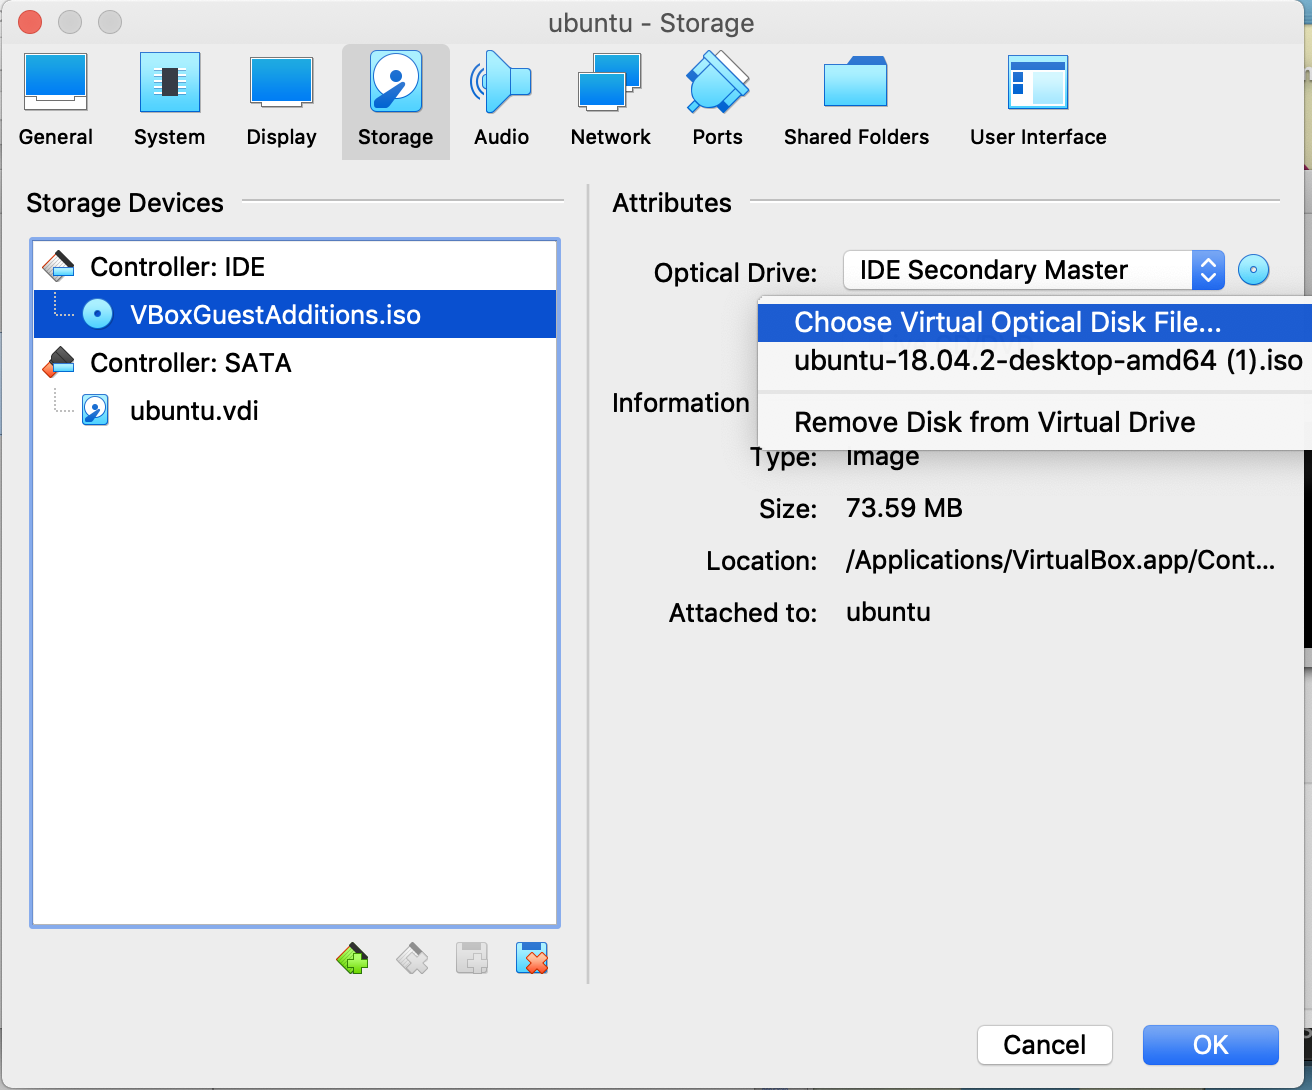 ubuntu - Storage
General System Display Storage Audio Network Ports Shared Folders User Interface
Storage Devices
Controller: IDE
VBoxGuestAdditions.iso
Controller: SATA
ubuntu.vdi
Attributes
Optical Drive: IDE Secondary Master
Choose Virtual Optical Disk File...
ubuntu-18.04.2-desktop-amd64 (1).iso
Remove Disk from Virtual Drive
Information
Type: Image
Size: 73.59 MB
Location: /Applications/VirtualBox.app/Cont...
Attached to: ubuntu
Cancel OK